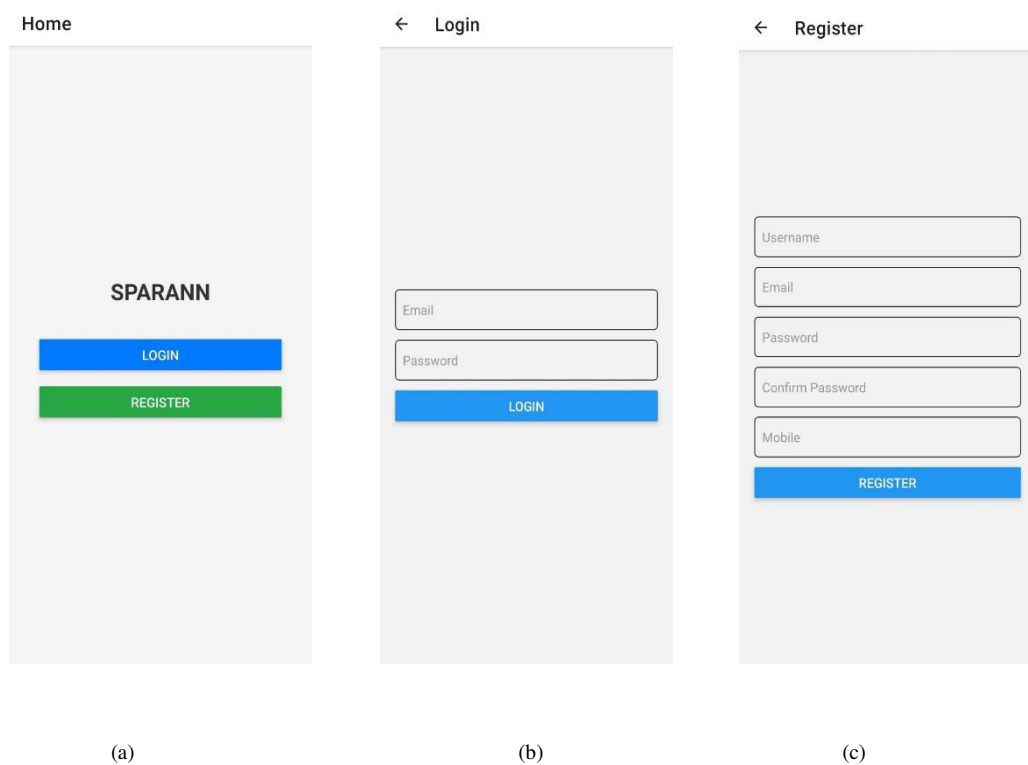 Home
SPARANN
LOGIN
REGISTER
← Login
Email
Password
LOGIN
← Register
Username
Email
Password
Confirm Password
Mobile
REGISTER
(a)
(b)
(c)